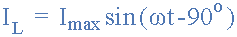 I_L = I_max sin(ωt-90°)